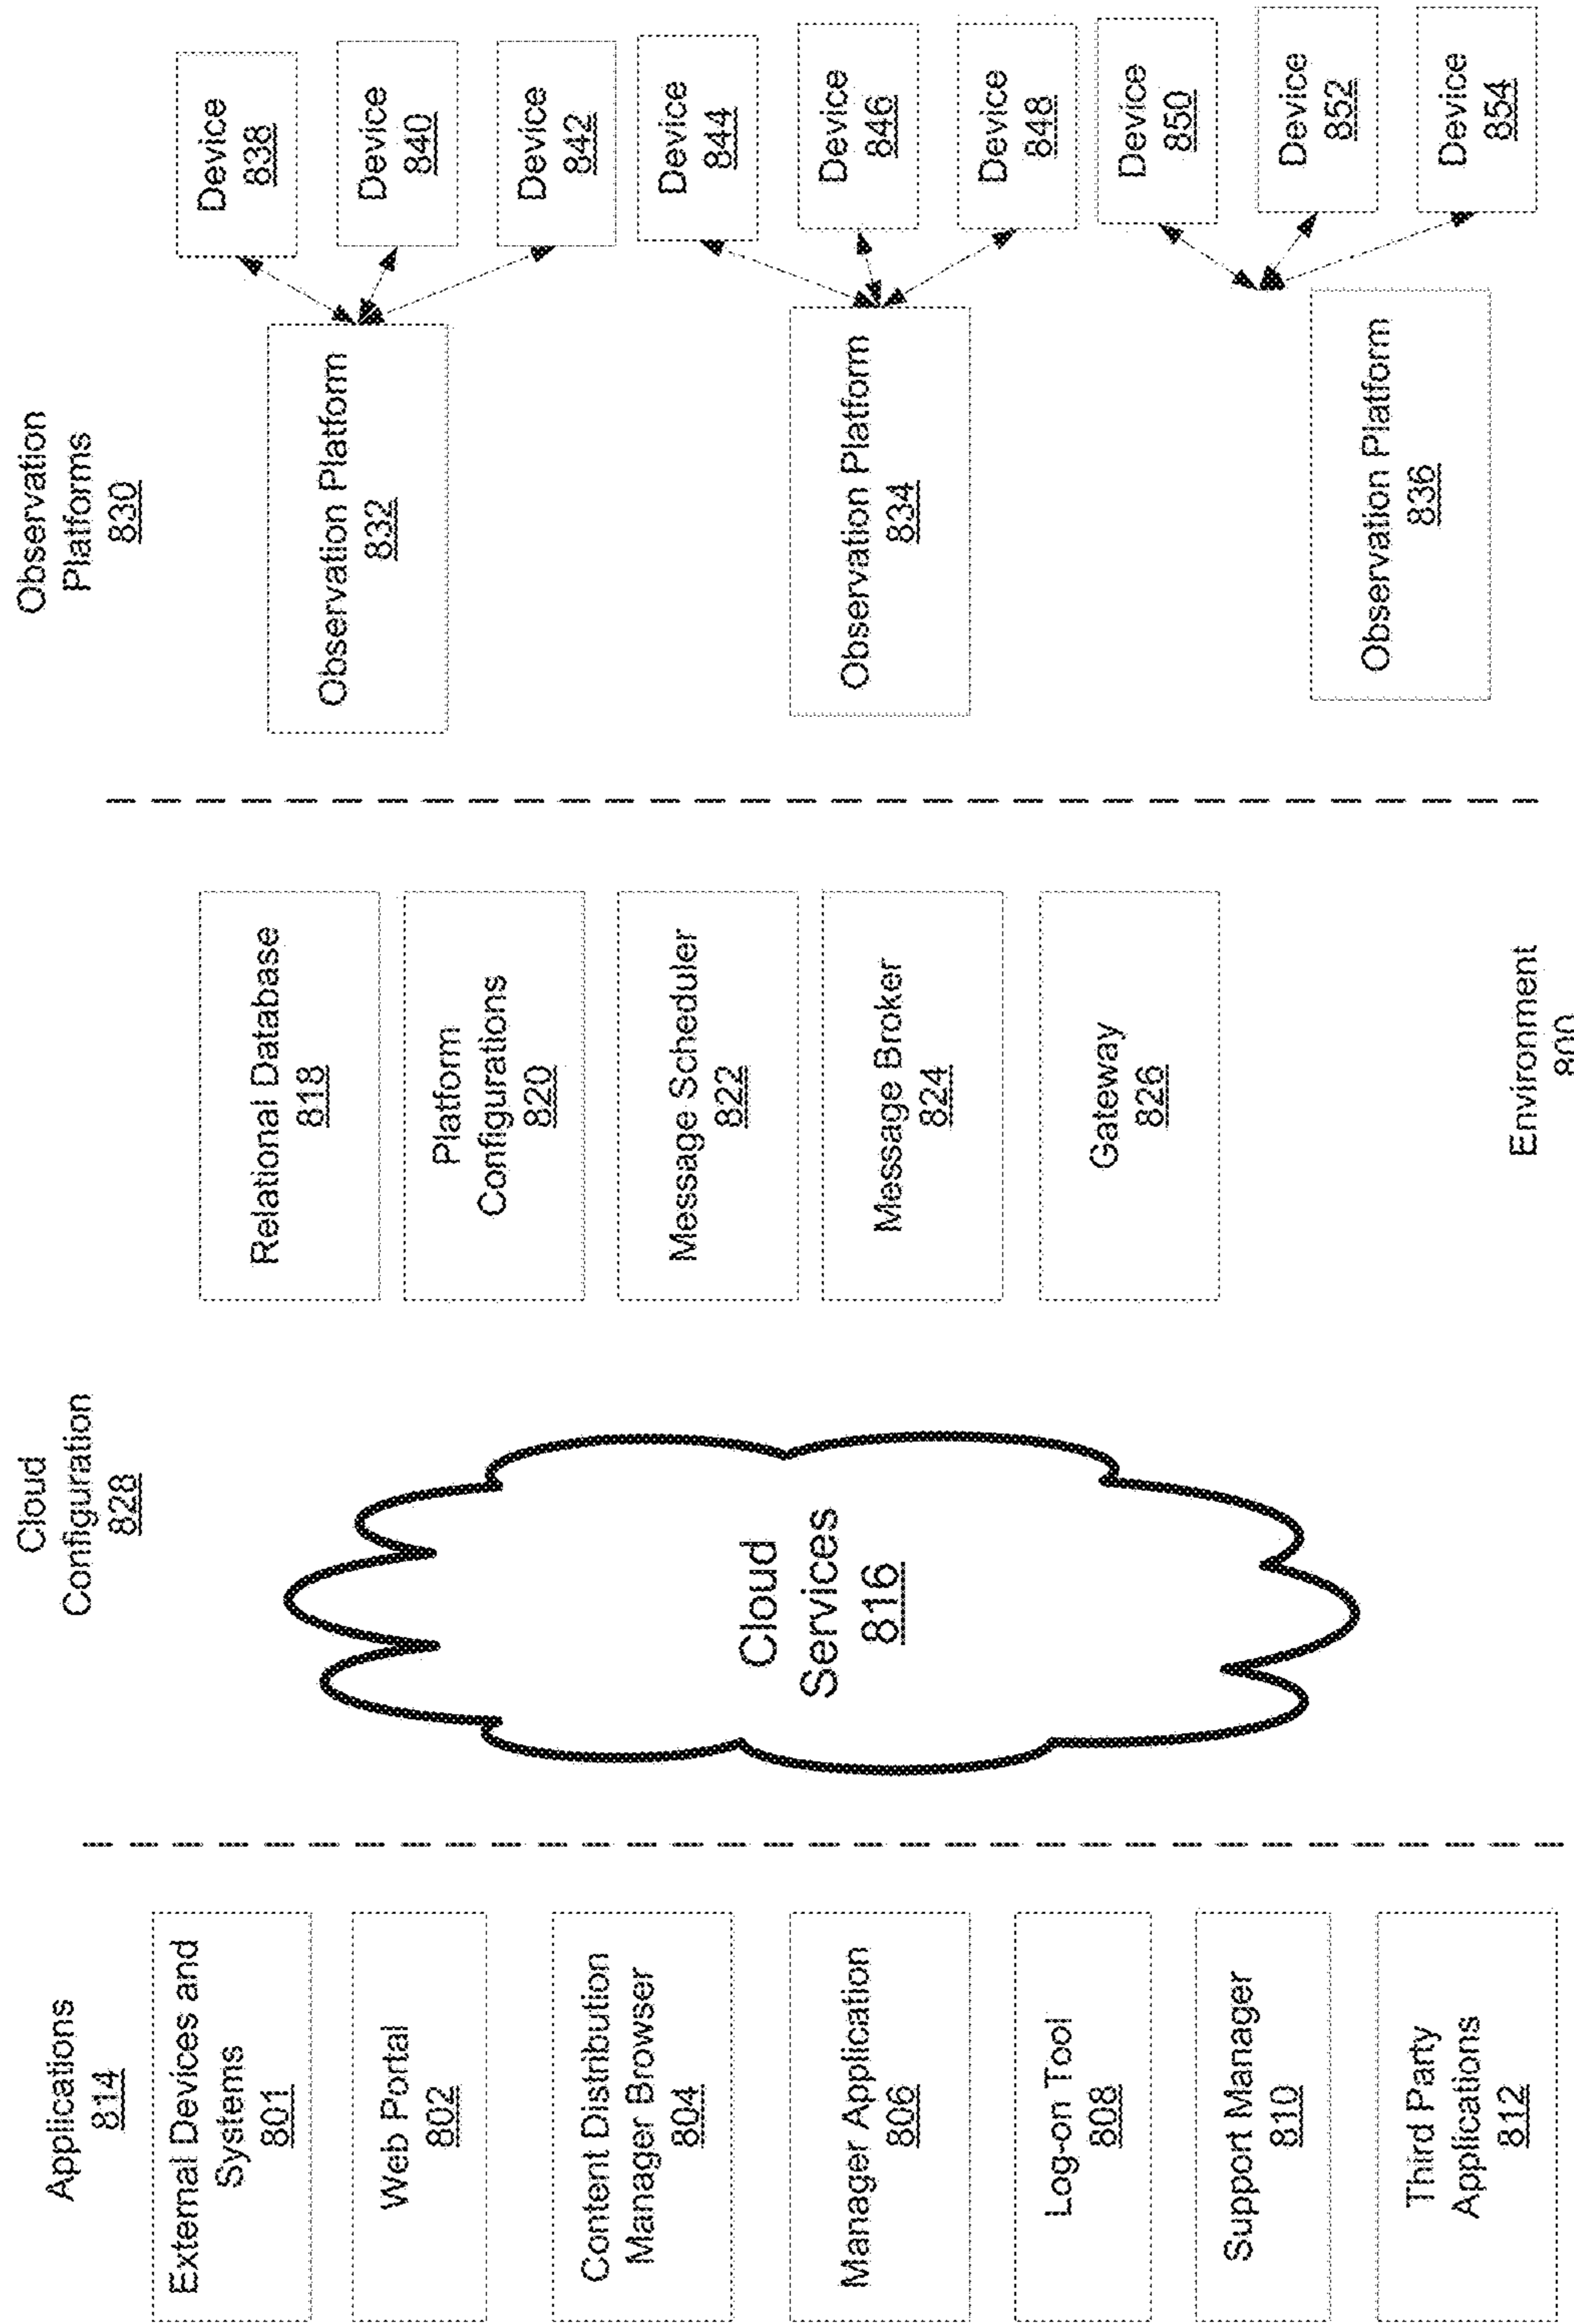 Applications
814
External Devices and
Systems
801
Web Portal
802
Content Distribution
Manager Browser
804
Manager Application
806
Log-on Tool
808
Support Manager
810
Third Party
Applications
812
Cloud
Configuration
828
Cloud
Services
816
Relational Database
818
Platform
Configurations
820
Message Scheduler
822
Message Broker
824
Gateway
826
Environment
800
Observation
Platforms
830
Observation Platform
832
Observation Platform
834
Observation Platform
836
Device
838
Device
840
Device
842
Device
844
Device
846
Device
848
Device
850
Device
852
Device
854